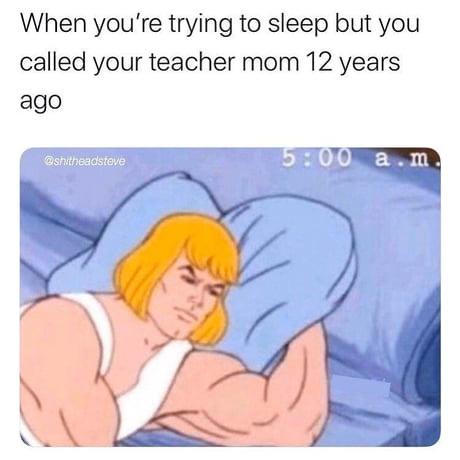 When you're trying to sleep but you
called your teacher mom 12 years
ago
@shitheadsteve
5:00 a.m.